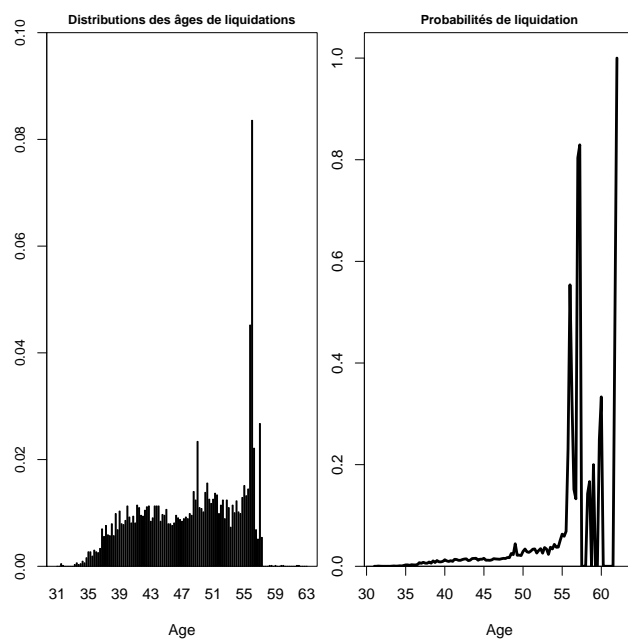 Distributions des âges de liquidations
0.10
0.08
0.06
0.04
0.02
0.00
31 35 39 43 47 51 55 59 63
Age
Probabilités de liquidation
1.0
0.8
0.6
0.4
0.2
0.0
30 35 40 45 50 55 60
Age